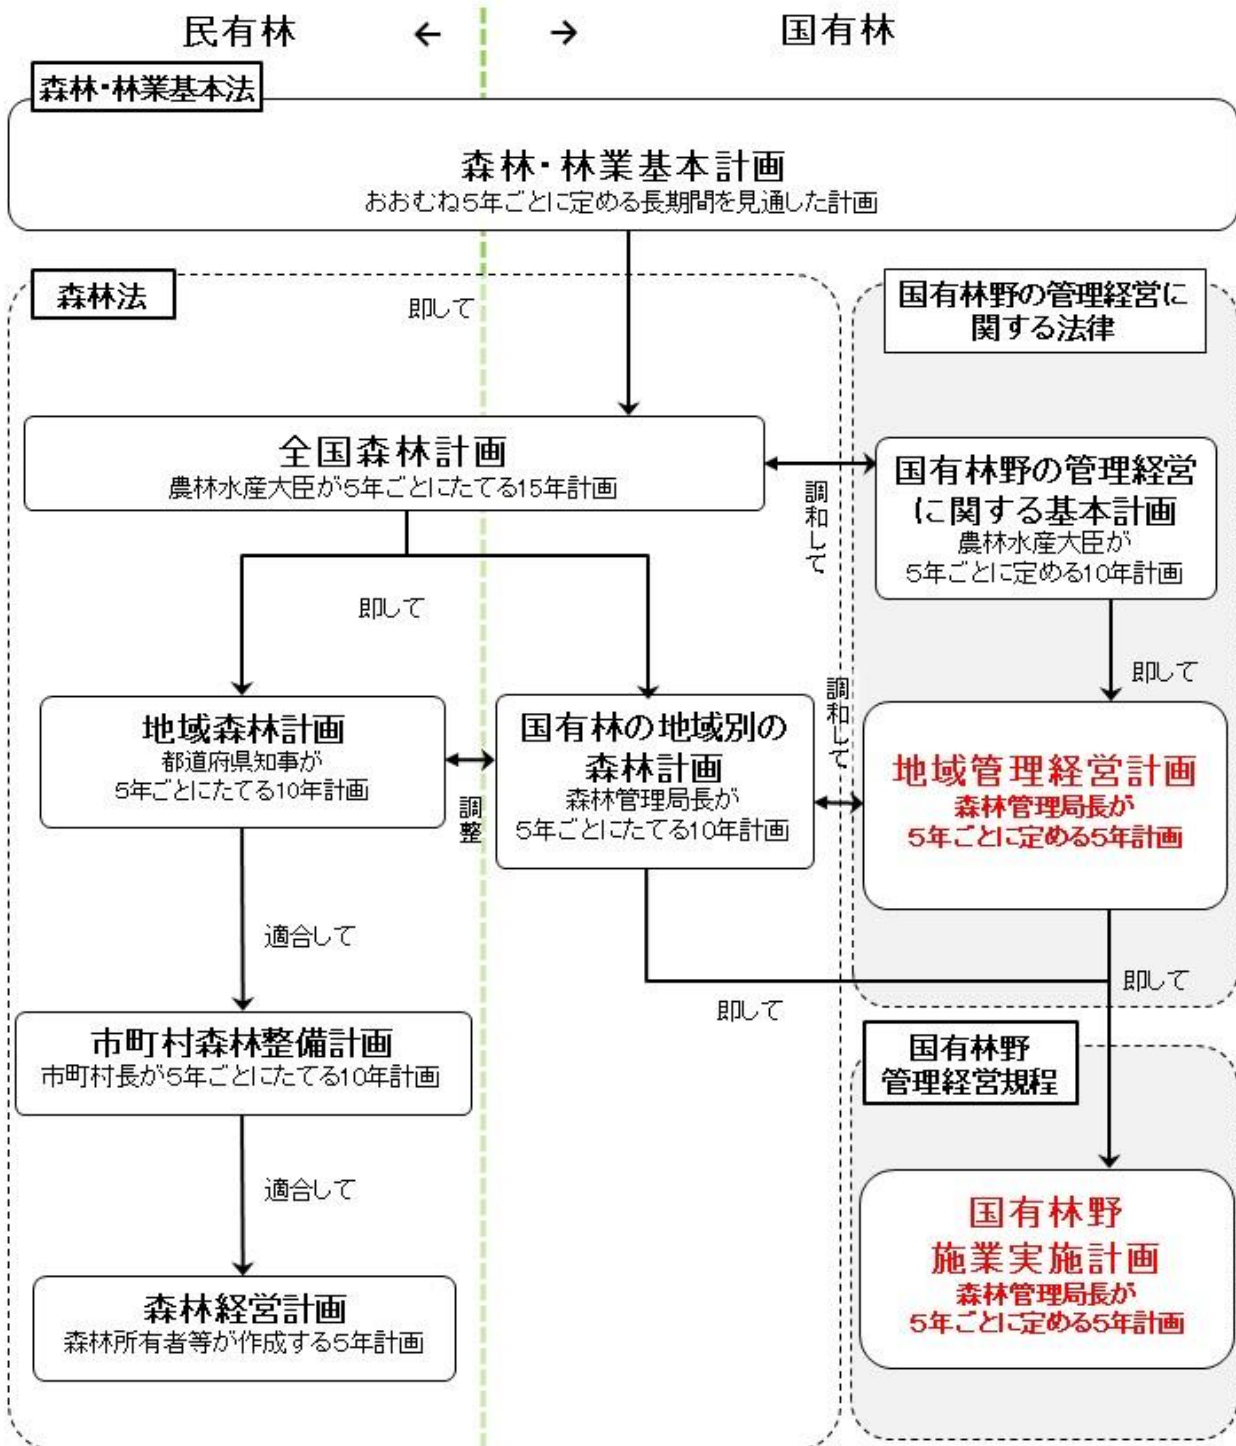 民有林 ← → 国有林
森林・林業基本法
森林・林業基本計画
おおむね5年ごとに定める長期間を見通した計画
森林法
即して
国有林野の管理経営に
関する法律
全国森林計画
農林水産大臣が5年ごとにたてる15年計画
調和して
国有林野の管理経営
に関する基本計画
農林水産大臣が
5年ごとに定める10年計画
即して
即して
地域森林計画
都道府県知事が
5年ごとにたてる10年計画
調整
国有林の地域別の
森林計画
森林管理局長が
5年ごとにたてる10年計画
調和して
地域管理経営計画
森林管理局長が
5年ごとに定める5年計画
適合して
即して
即して
市町村森林整備計画
市町村長が5年ごとにたてる10年計画
国有林野
管理経営規程
適合して
国有林野
施業実施計画
森林管理局長が
5年ごとに定める5年計画
森林経営計画
森林所有者等が作成する5年計画